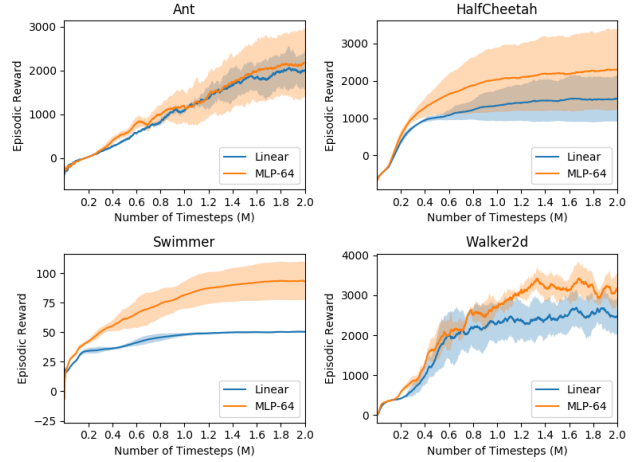 Ant
3000
2000
1000
0
Episodic Reward
Linear
MLP-64
0.2 0.4 0.6 0.8 1.0 1.2 1.4 1.6 1.8 2.0
Number of Timesteps (M)
HalfCheetah
3000
2000
1000
0
Episodic Reward
Linear
MLP-64
0.2 0.4 0.6 0.8 1.0 1.2 1.4 1.6 1.8 2.0
Number of Timesteps (M)
Swimmer
100
75
50
25
0
−25
Episodic Reward
Linear
MLP-64
0.2 0.4 0.6 0.8 1.0 1.2 1.4 1.6 1.8 2.0
Number of Timesteps (M)
Walker2d
4000
3000
2000
1000
0
Episodic Reward
Linear
MLP-64
0.2 0.4 0.6 0.8 1.0 1.2 1.4 1.6 1.8 2.0
Number of Timesteps (M)